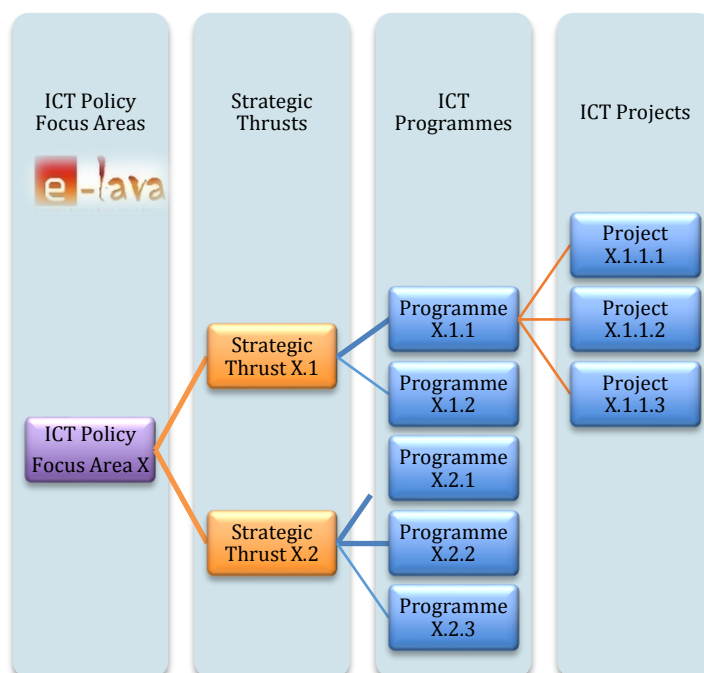 ICT Policy
Focus Areas
e-lava
Strategic
Thrusts
ICT
Programmes
ICT Projects
ICT Policy
Focus Area X
Strategic
Thrust X.1
Strategic
Thrust X.2
Programme
X.1.1
Programme
X.1.2
Programme
X.2.1
Programme
X.2.2
Programme
X.2.3
Project
X.1.1.1
Project
X.1.1.2
Project
X.1.1.3